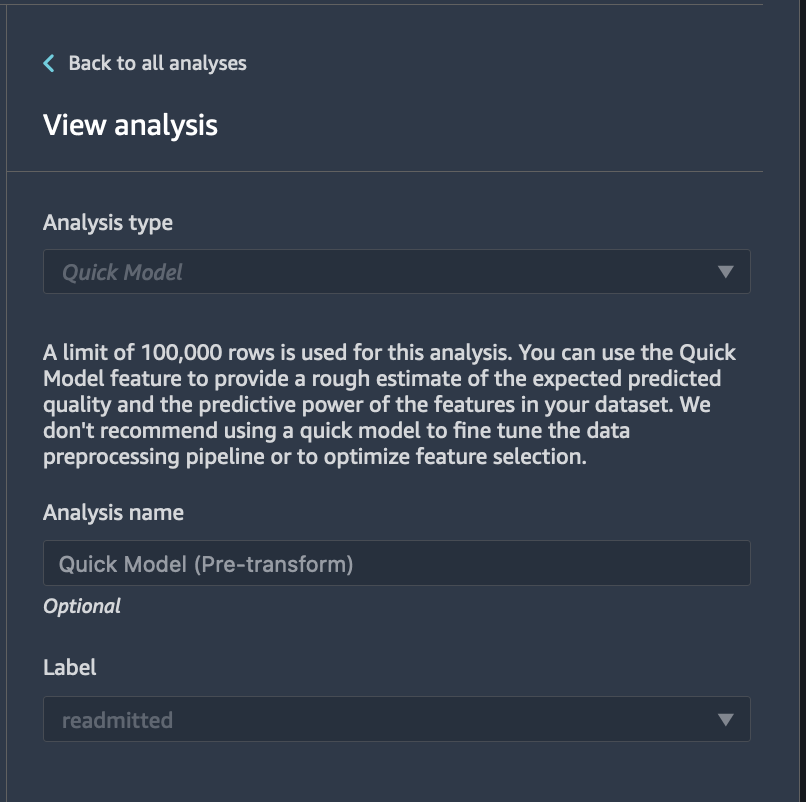 Back to all analyses
View analysis
Analysis type
Quick Model
A limit of 100,000 rows is used for this analysis. You can use the Quick
Model feature to provide a rough estimate of the expected predicted
quality and the predictive power of the features in your dataset. We
don't recommend using a quick model to fine tune the data
preprocessing pipeline or to optimize feature selection.
Analysis name
Quick Model (Pre-transform)
Optional
Label
readmitted